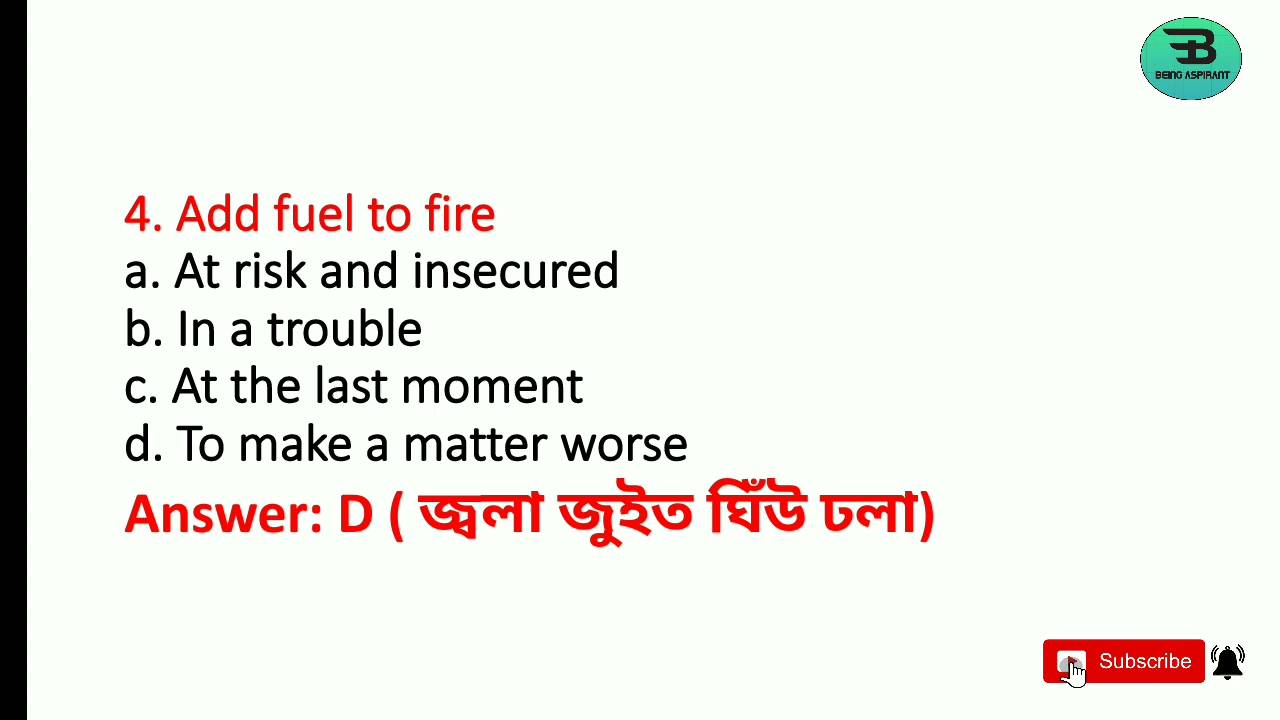 BEING ASPIRANT
4. Add fuel to fire
a. At risk and insecured
b. In a trouble
c. At the last moment
d. To make a matter worse
Answer: D ( জ্বলা জুইত ঘিঁউ ঢলা)
Subscribe